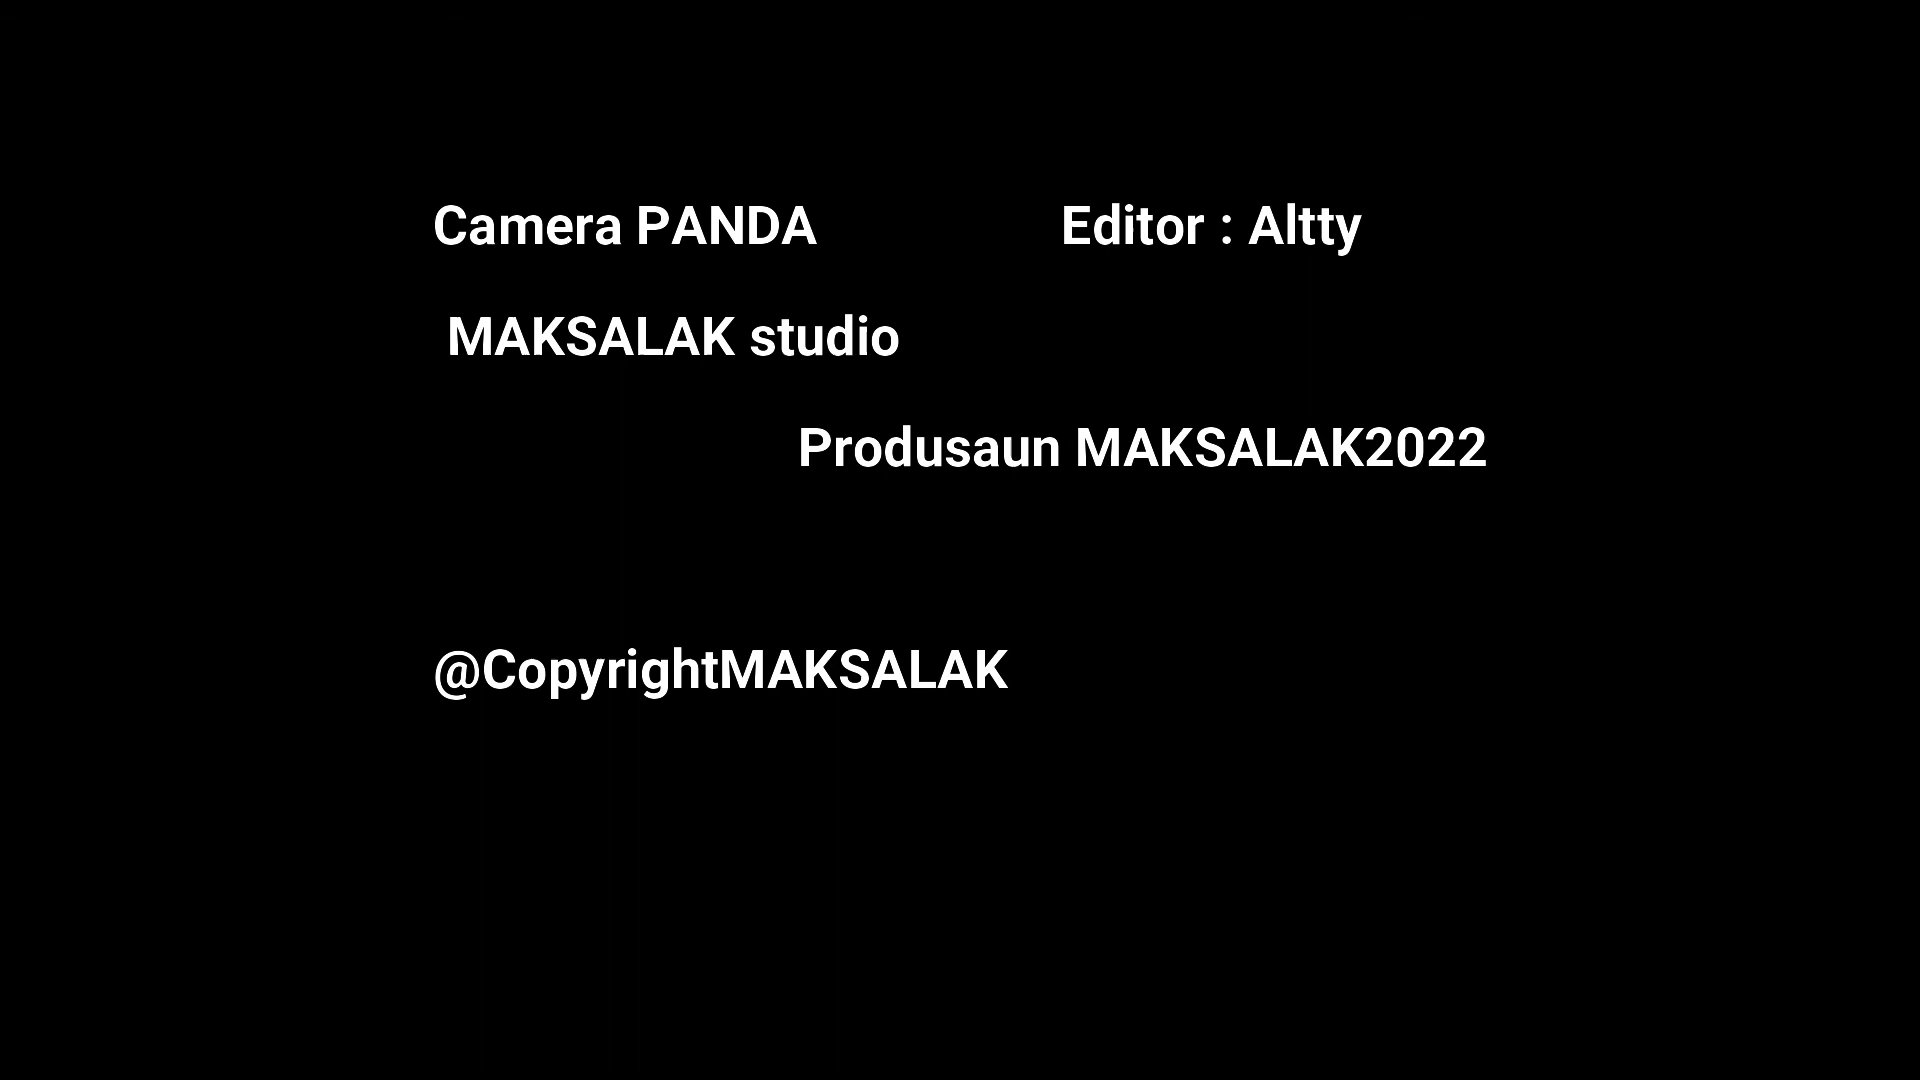 Camera PANDA Editor : Altty
MAKSALAK studio
Produsaun MAKSALAK2022
@CopyrightMAKSALAK